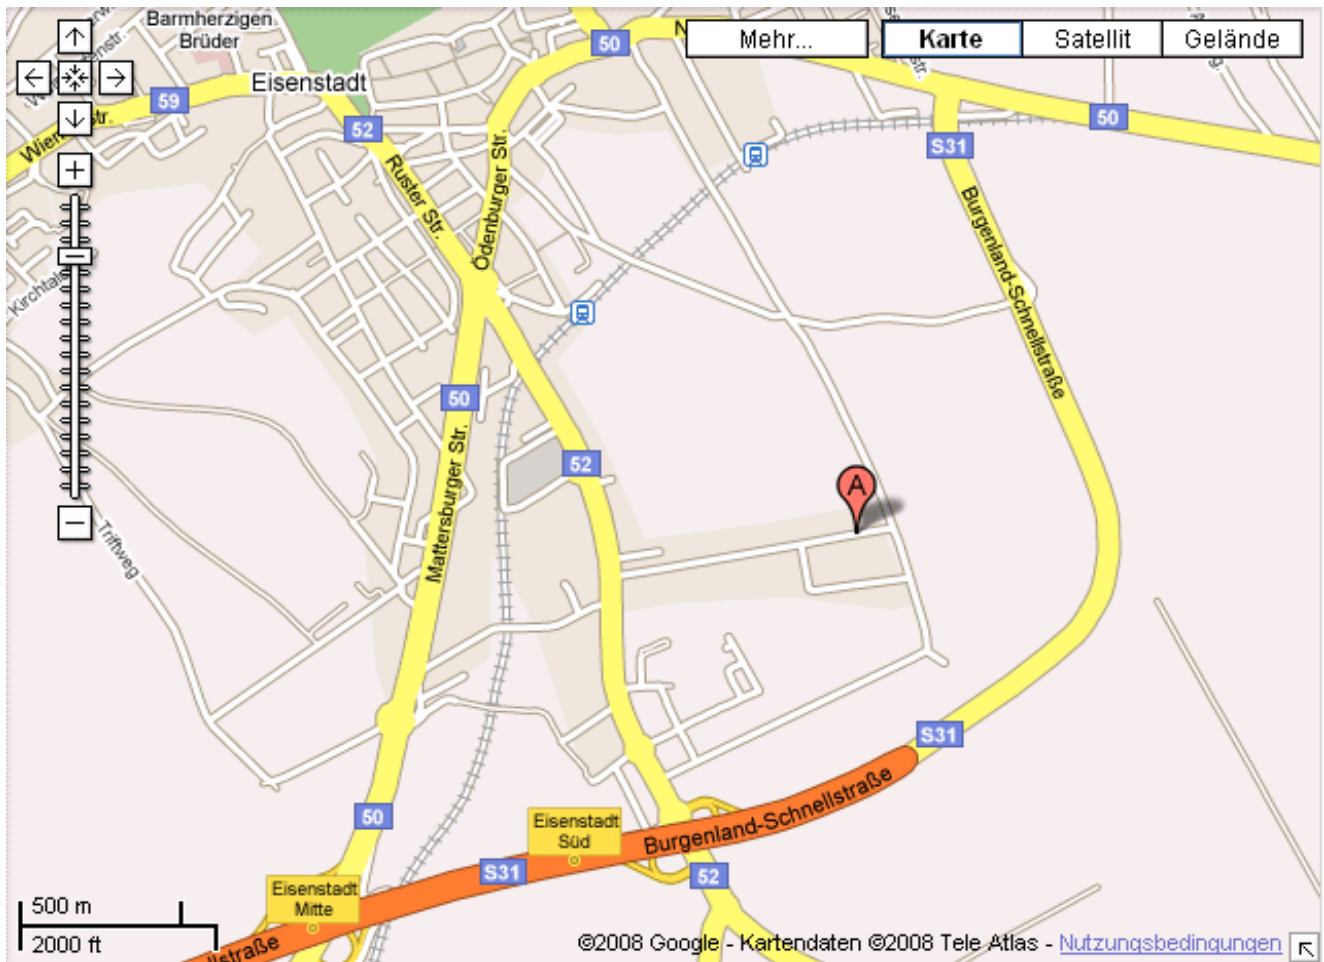 Barmherzigen
Brüder
50
Mehr...
Karte
Satellit
Gelände
Eisenstadt
59
52
50
S31
Ruster Str.
Ödenburger Str.
Burgenland-Schnellstraße
50
52
Mattersburger Str.
A
Triftweg
S31
Burgenland-Schnellstraße
50
Eisenstadt
Süd
S31
52
Eisenstadt
Mitte
500 m
2000 ft
©2008 Google - Kartendaten ©2008 Tele Atlas - Nutzungsbedingungen